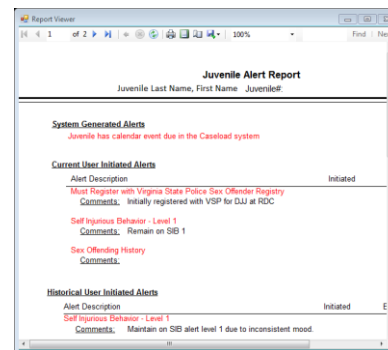 Report Viewer
1 of 2 100% Find
Juvenile Alert Report
Juvenile Last Name, First Name Juvenile#:
System Generated Alerts
Juvenile has calendar event due in the Caseload system
Current User Initiated Alerts
Alert Description Initiated
Must Register with Virginia State Police Sex Offender Registry
Comments: Initially registered with VSP for DJJ at RDC
Self Injurious Behavior - Level 1
Comments: Remain on SIB 1
Sex Offending History
Comments:
Historical User Initiated Alerts
Alert Description Initiated E
Self Injurious Behavior - Level 1
Comments: Maintain on SIB alert level 1 due to inconsistent mood.